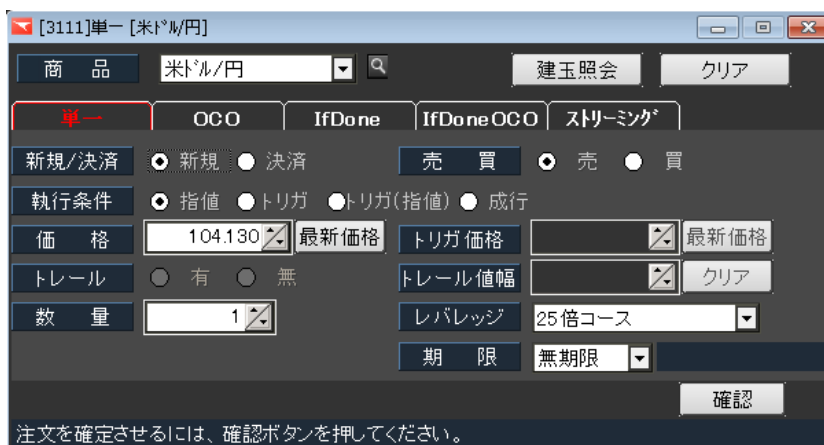 [3111]単一 [米ﾄﾞﾙ/円]
商 品 米ﾄﾞﾙ/円 建玉照会 クリア
単一 OCO IfDone IfDoneOCO ｽﾄﾘｰﾐﾝｸﾞ
新規/決済 新規 決済 売 買 売 買
執行条件 指値 トリガ トリガ(指値) 成行
価 格 104.130 最新価格 トリガ価格 最新価格
トレール 有 無 トレール値幅 クリア
数 量 1 レバレッジ 25倍コース
期 限 無期限
確認
注文を確定させるには、確認ボタンを押してください。